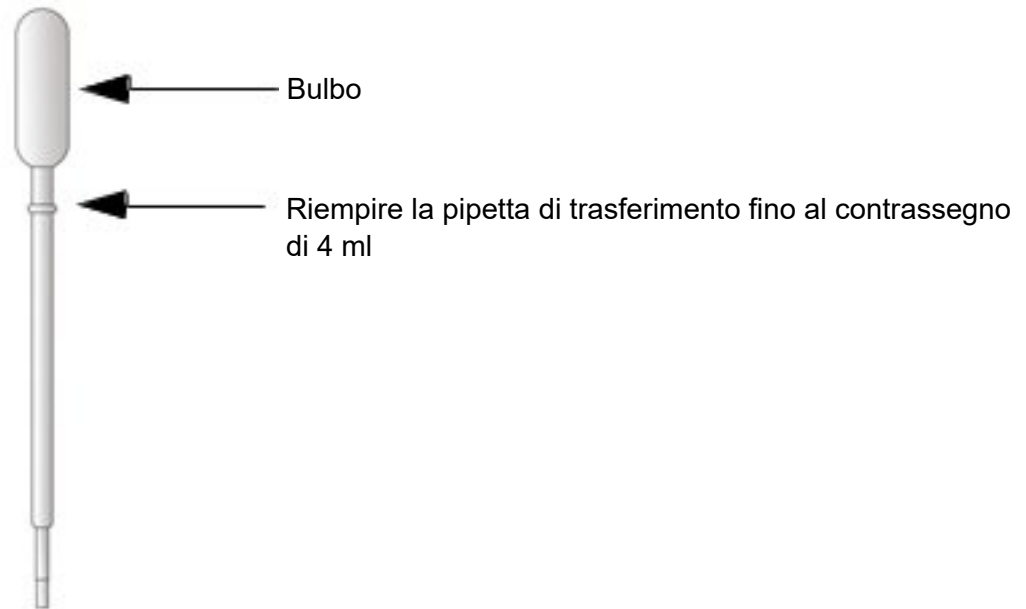 Bulbo
Riempire la pipetta di trasferimento fino al contrassegno
di 4 ml